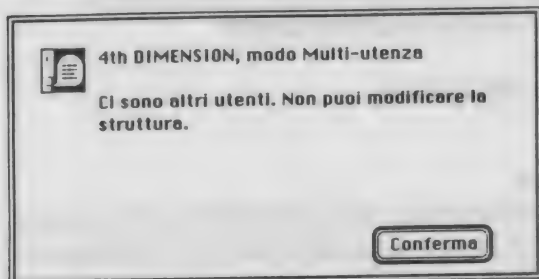 4th DIMENSION, modo Multi-utenza
Ci sono altri utenti. Non puoi modificare la
struttura.
Conferma